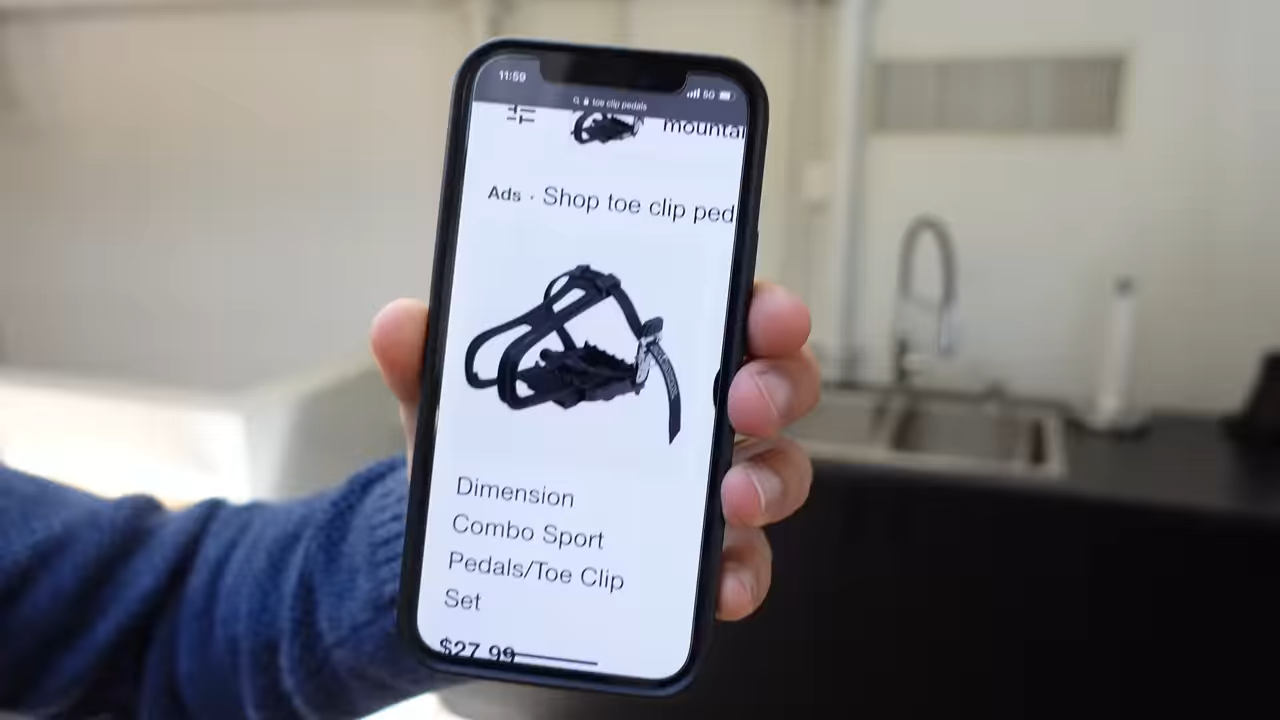 11:59
5G
toe clip pedals
mountai
Ads · Shop toe clip ped
Dimension
Combo Sport
Pedals/Toe Clip
Set
$27.99